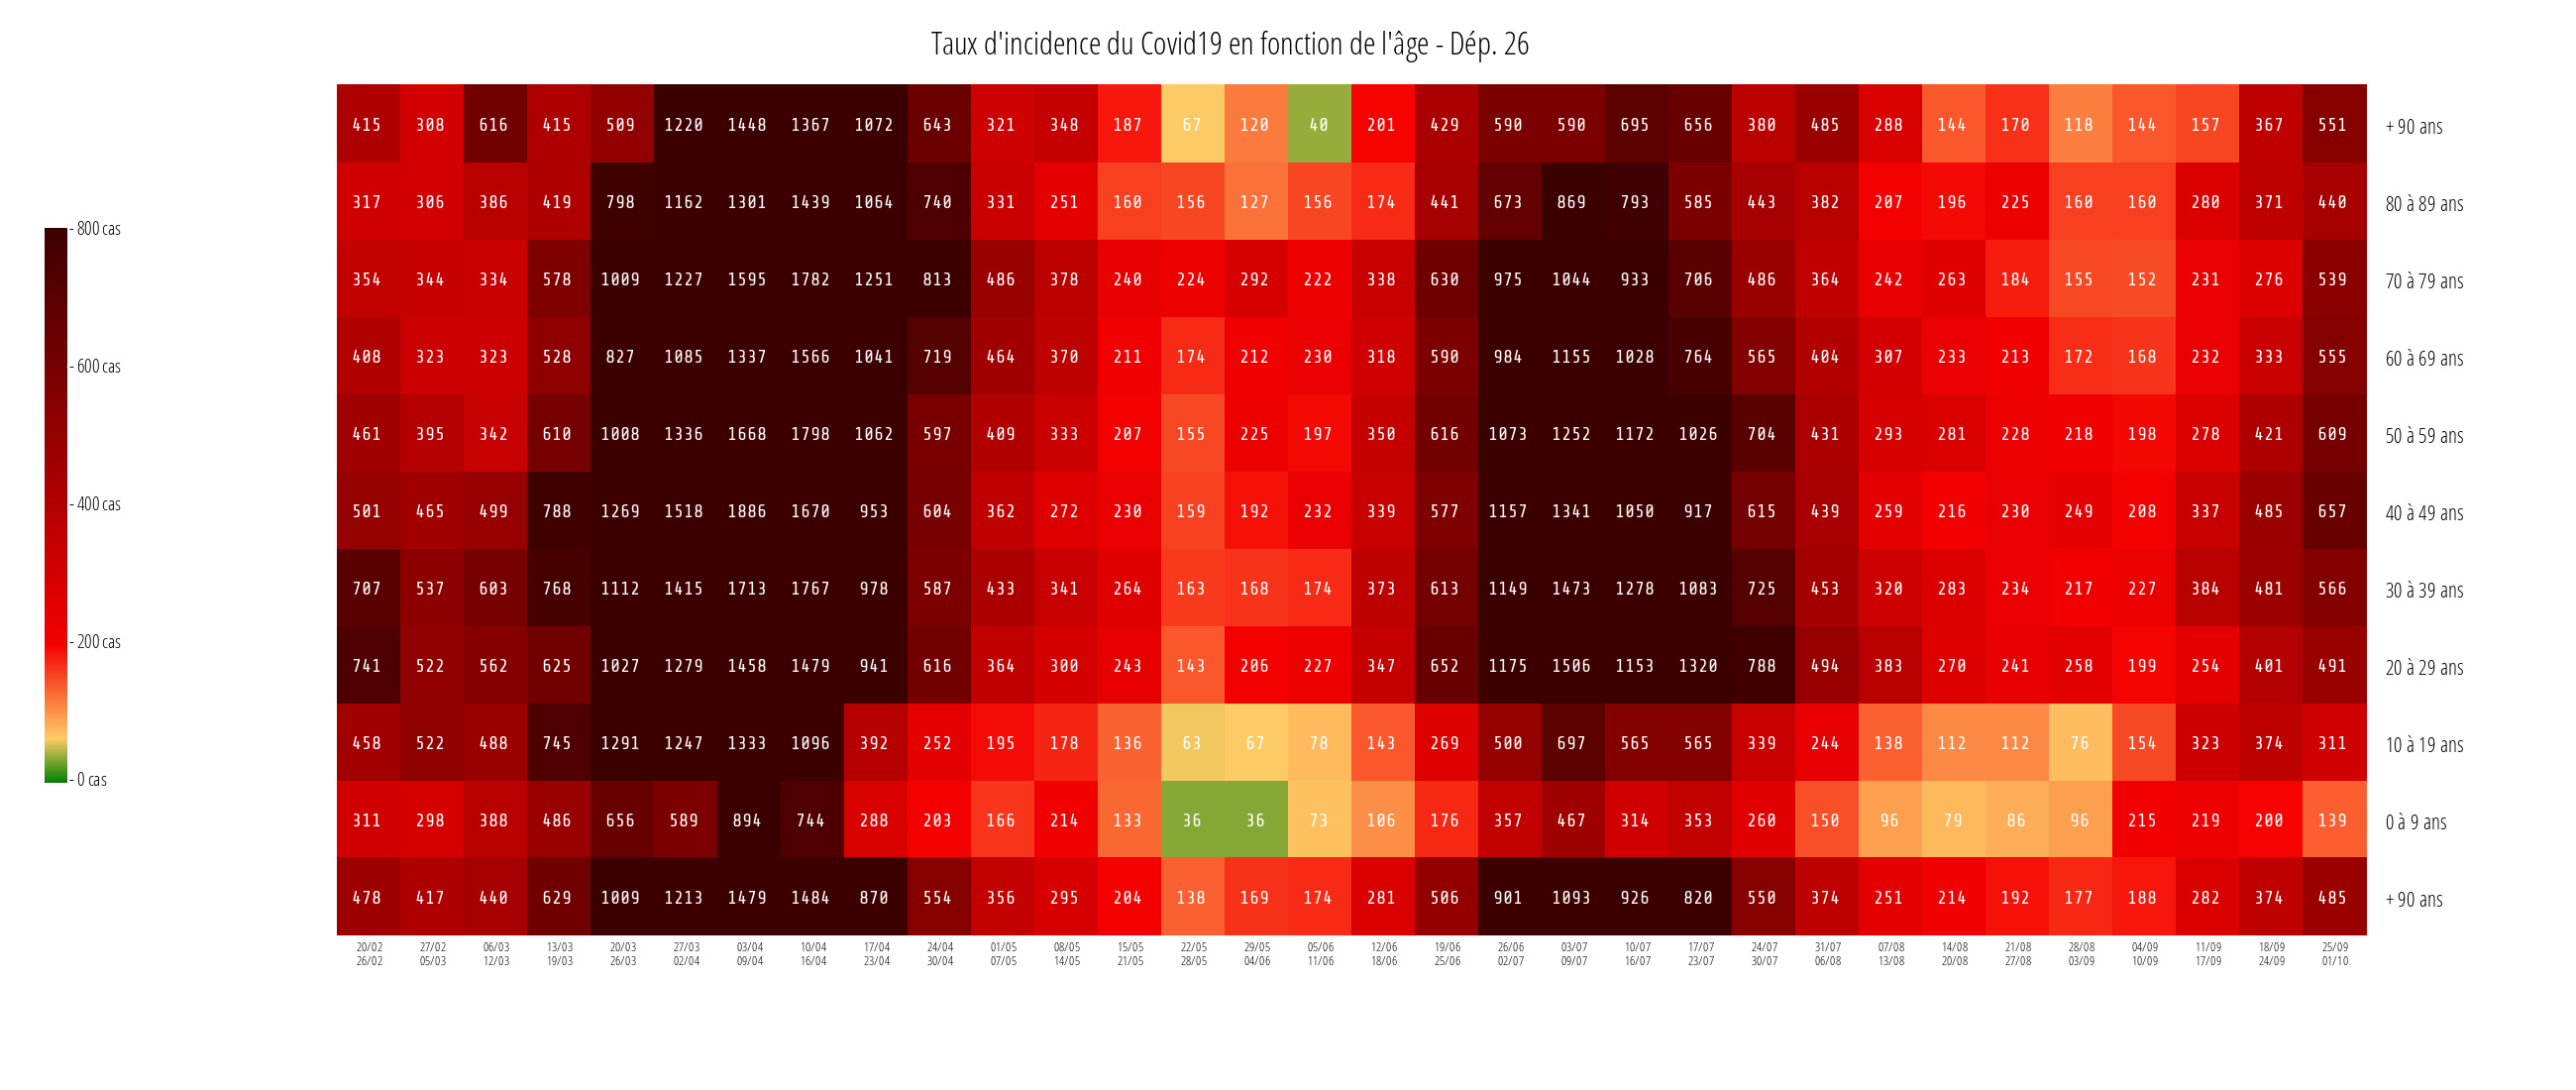 Taux d'incidence du Covid19 en fonction de l'âge - Dép. 26
415 308 616 415 509 1220 1448 1367 1072 643 321 348 187 67 120 40 201 429 590 590 695 656 380 485 288 144 170 118 144 157 367 551 + 90 ans
317 306 386 419 798 1162 1301 1439 1064 740 331 251 160 156 127 156 174 441 673 869 793 585 443 382 207 196 225 160 160 280 371 440 80 à 89 ans
- 800 cas
354 344 334 578 1009 1227 1595 1782 1251 813 486 378 240 224 292 222 338 630 975 1044 933 706 486 364 242 263 184 155 152 231 276 539 70 à 79 ans
408 323 323 528 827 1085 1337 1566 1041 719 464 370 211 174 212 230 318 590 984 1155 1028 764 565 404 307 233 213 172 168 232 333 555 60 à 69 ans
- 600 cas
461 395 342 610 1008 1336 1668 1798 1062 597 409 333 207 155 225 197 350 616 1073 1252 1172 1026 704 431 293 281 228 218 198 278 421 609 50 à 59 ans
- 400 cas
501 465 499 788 1269 1518 1886 1670 953 604 362 272 230 159 192 232 339 577 1157 1341 1050 917 615 439 259 216 230 249 208 337 485 657 40 à 49 ans
707 537 603 768 1112 1415 1713 1767 978 587 433 341 264 163 168 174 373 613 1149 1473 1278 1083 725 453 320 283 234 217 227 384 481 566 30 à 39 ans
- 200 cas
741 522 562 625 1027 1279 1458 1479 941 616 364 300 243 143 206 227 347 652 1175 1506 1153 1320 788 494 383 270 241 258 199 254 401 491 20 à 29 ans
458 522 488 745 1291 1247 1333 1096 392 252 195 178 136 63 67 78 143 269 500 697 565 565 339 244 138 112 112 76 154 323 374 311 10 à 19 ans
- 0 cas
311 298 388 486 656 589 894 744 288 203 166 214 133 36 36 73 106 176 357 467 314 353 260 150 96 79 86 96 215 219 200 139 0 à 9 ans
478 417 440 629 1009 1213 1479 1484 870 554 356 295 204 138 169 174 281 506 901 1093 926 820 550 374 251 214 192 177 188 282 374 485 + 90 ans
20/02 27/02 06/03 13/03 20/03 27/03 03/04 10/04 17/04 24/04 01/05 08/05 15/05 22/05 29/05 05/06 12/06 19/06 26/06 03/07 10/07 17/07 24/07 31/07 07/08 14/08 21/08 28/08 04/09 11/09 18/09 25/09
26/02 05/03 12/03 19/03 26/03 02/04 09/04 16/04 23/04 30/04 07/05 14/05 21/05 28/05 04/06 11/06 18/06 25/06 02/07 09/07 16/07 23/07 30/07 06/08 13/08 20/08 27/08 03/09 10/09 17/09 24/09 01/10